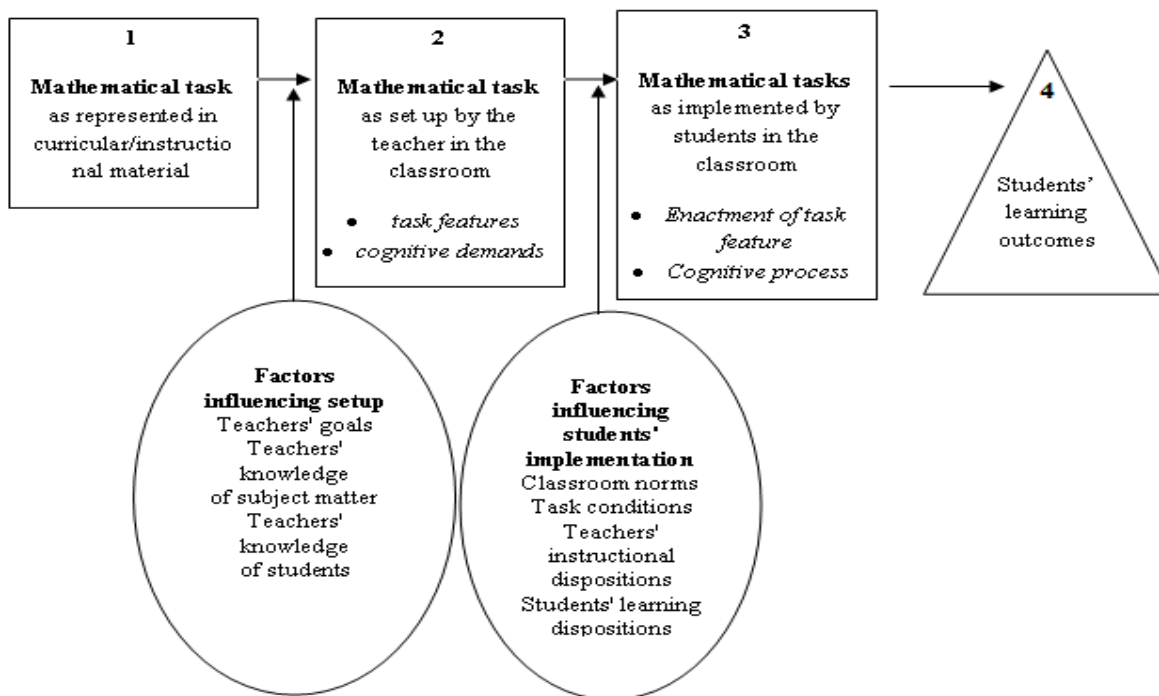 1
Mathematical task
as represented in
curricular/instructio
nal material
2
Mathematical task
as set up by the
teacher in the
classroom
• task features
• cognitive demands
3
Mathematical tasks
as implemented by
students in the
classroom
• Enactment of task
feature
• Cognitive process
4
Students'
learning
outcomes
Factors
influencing setup
Teachers' goals
Teachers'
knowledge
of subject matter
Teachers'
knowledge
of students
Factors
influencing
students'
implementation
Classroom norms
Task conditions
Teachers'
instructional
dispositions
Students' learning
dispositions